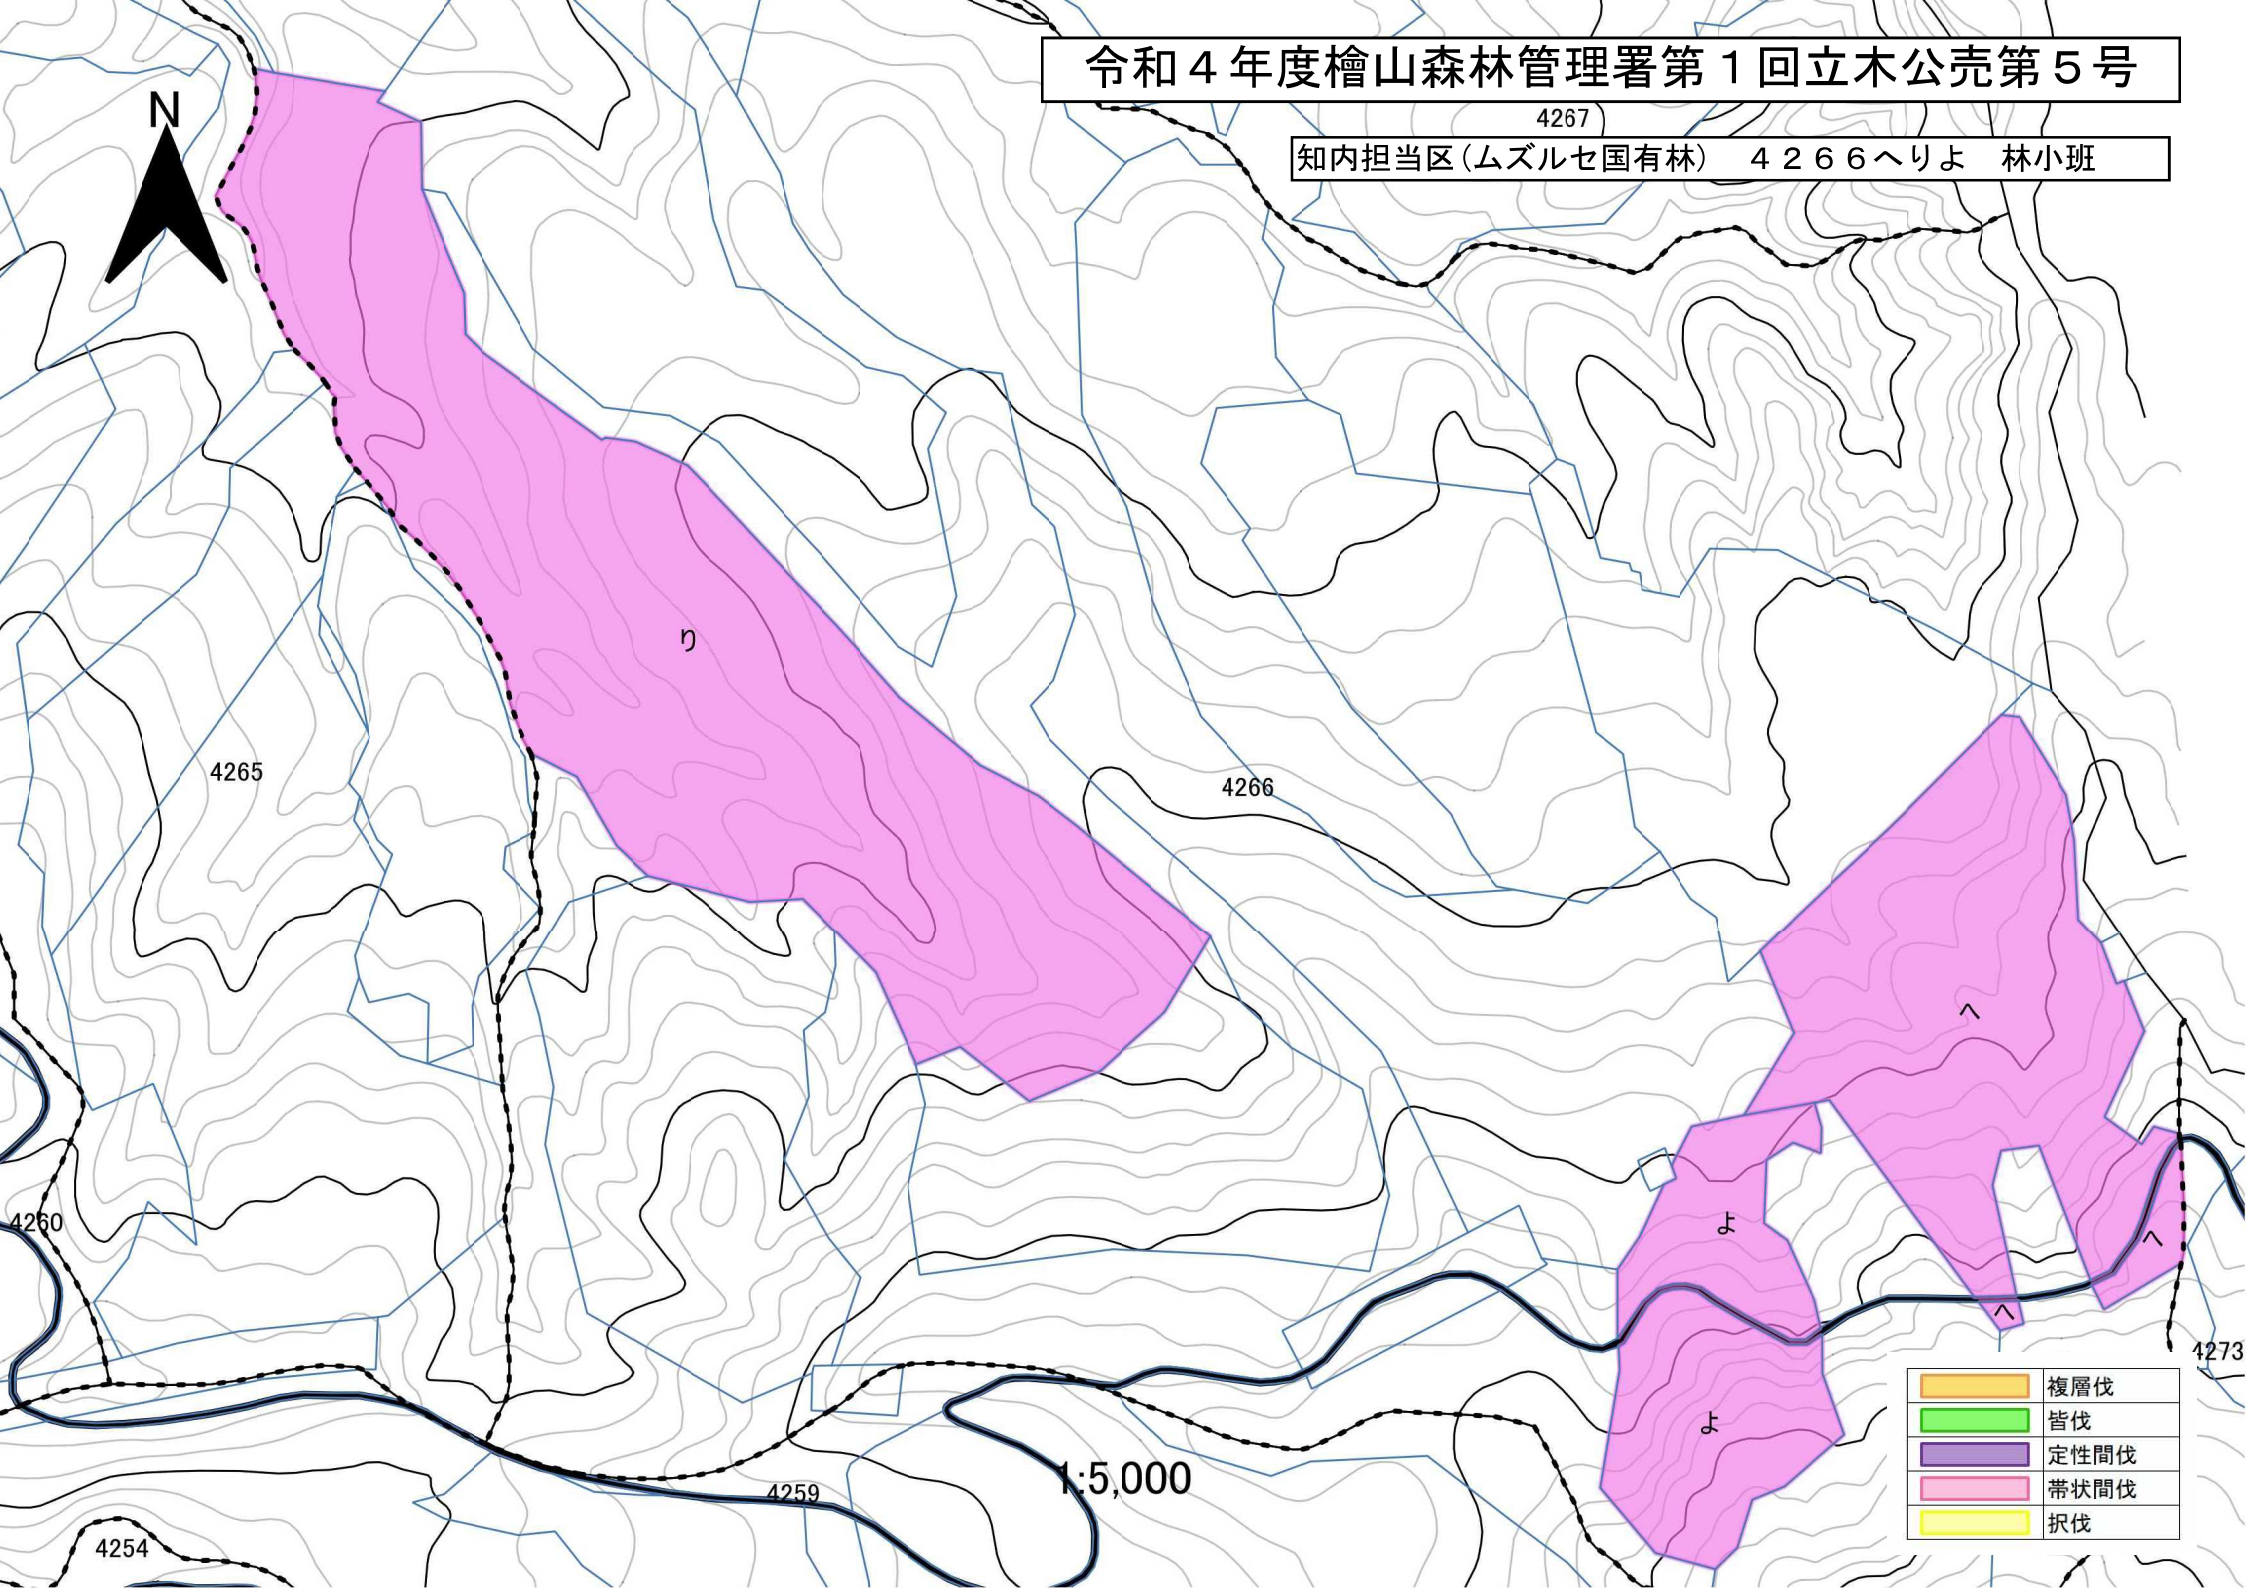 令和４年度檜山森林管理署第１回立木公売第５号
N
4267
知内担当区(ムズルセ国有林)　４２６６へりよ　林小班
り
4265
4266
へ
よ
4260
へ
へ
4273
複層伐
皆伐
よ
定性間伐
1:5,000
帯状間伐
4259
択伐
4254